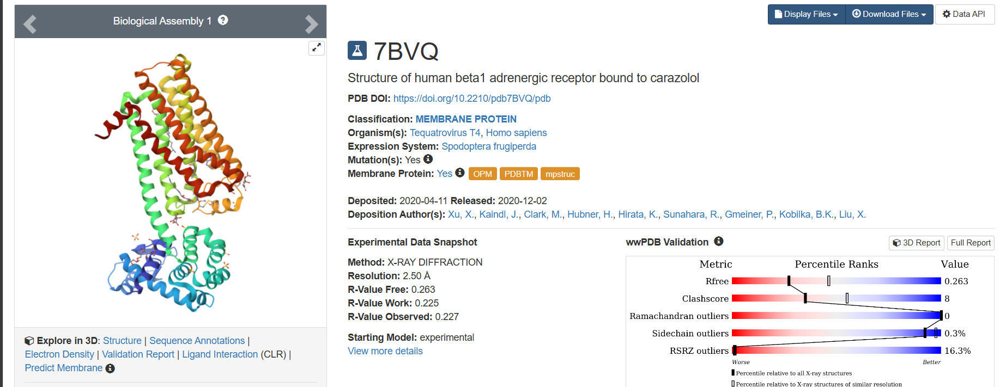 Biological Assembly 1 ?
Display Files
Download Files
Data API
7BVQ
Structure of human beta1 adrenergic receptor bound to carazolol
PDB DOI: https://doi.org/10.2210/pdb7BVQ/pdb
Classification: MEMBRANE PROTEIN
Organism(s): Tequatrovirus T4, Homo sapiens
Expression System: Spodoptera frugiperda
Mutation(s): Yes i
Membrane Protein: Yes i OPM PDBTM mpstruc
Deposited: 2020-04-11 Released: 2020-12-02
Deposition Author(s): Xu, X., Kaindl, J., Clark, M., Hubner, H., Hirata, K., Sunahara, R., Gmeiner, P., Kobilka, B.K., Liu, X.
Experimental Data Snapshot
Method: X-RAY DIFFRACTION
Resolution: 2.50 Å
R-Value Free: 0.263
R-Value Work: 0.225
R-Value Observed: 0.227
Starting Model: experimental
View more details
wwPDB Validation i
3D Report
Full Report
Metric Percentile Ranks Value
Rfree 0.263
Clashscore 8
Ramachandran outliers 0
Sidechain outliers 0.3%
RSRZ outliers 16.3%
Worse Better
Percentile relative to all X-ray structures
Percentile relative to X-ray structures of similar resolution
Explore in 3D: Structure | Sequence Annotations |
Electron Density | Validation Report | Ligand Interaction (CLR) |
Predict Membrane i